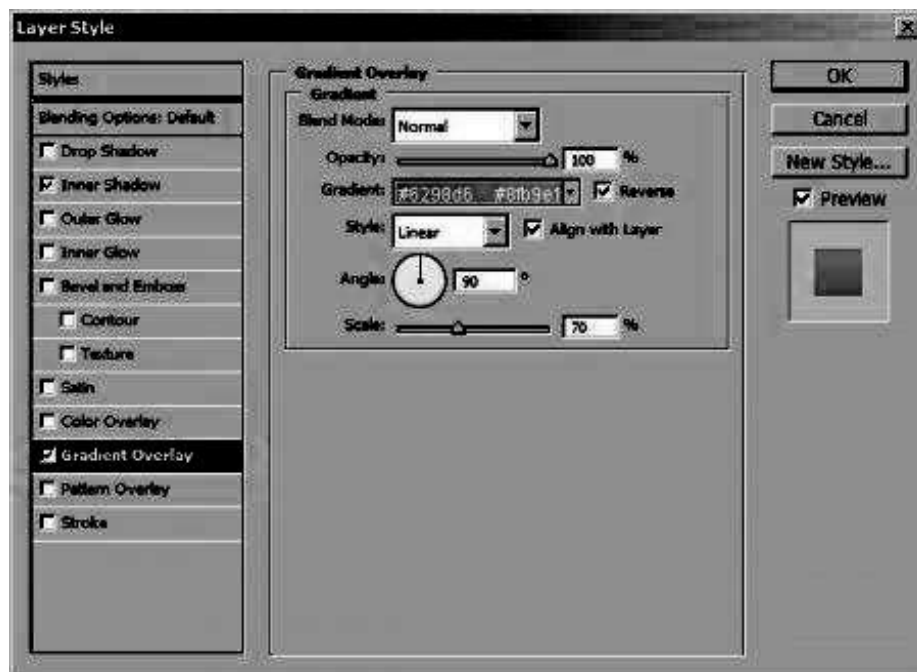 Layer Style
Styles
Blending Options: Default
Drop Shadow
Inner Shadow
Outer Glow
Inner Glow
Bevel and Emboss
Contour
Texture
Satin
Color Overlay
Gradient Overlay
Pattern Overlay
Stroke
Gradient Overlay
Gradient
Blend Mode: Normal
Opacity: 100 %
Gradient: #6298d6 #8fb9e1 Reverse
Style: Linear Align with Layer
Angle: 90 °
Scale: 70 %
OK
Cancel
New Style...
Preview